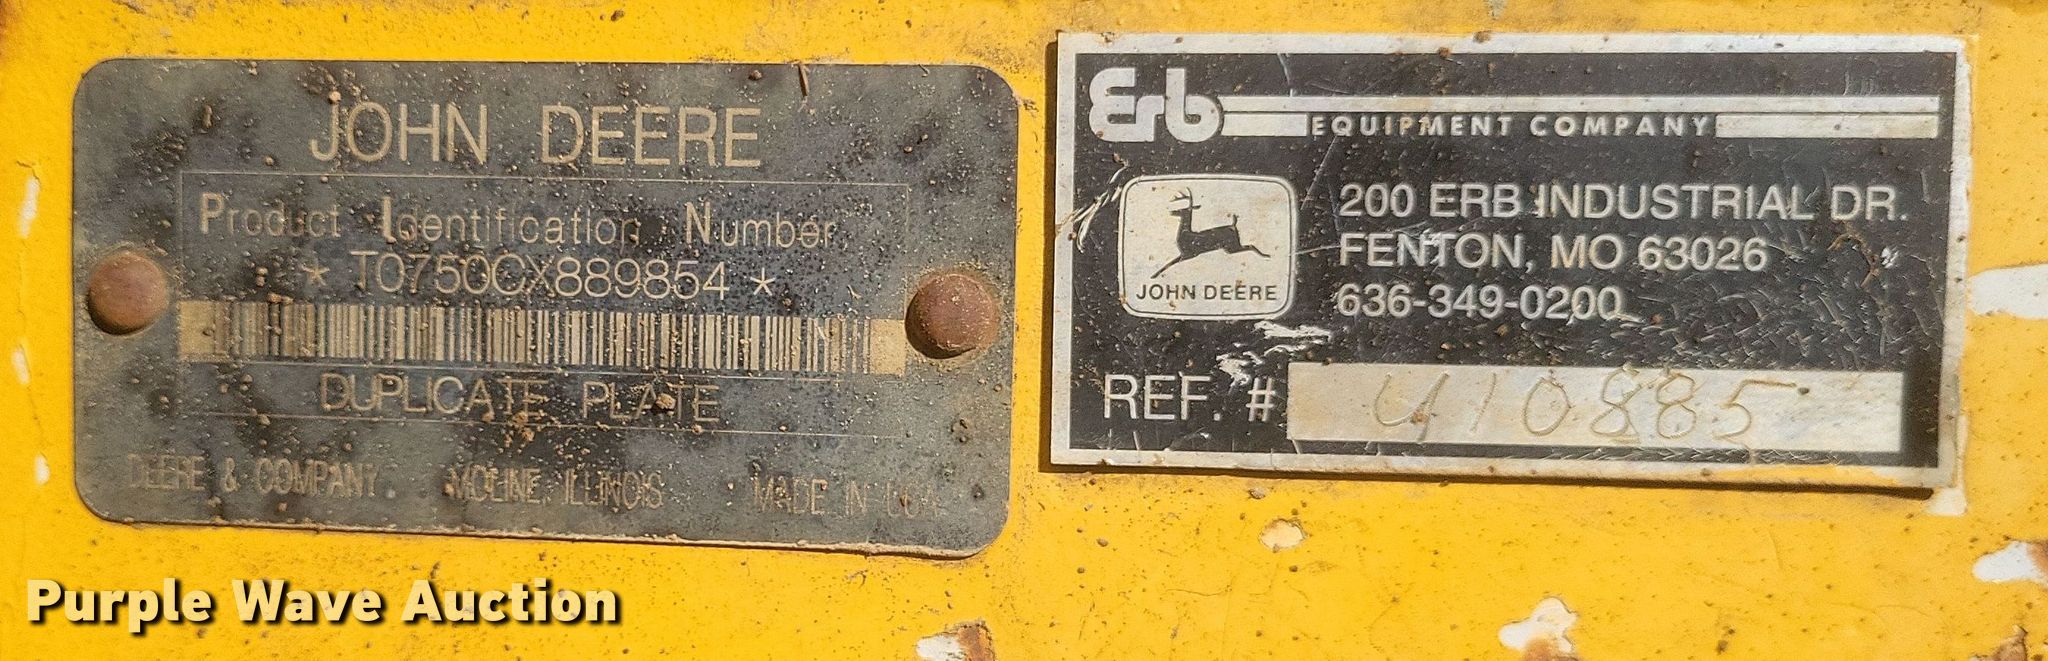 JOHN DEERE
Product Identification Number
* T0750CX889854 *
DUPLICATE PLATE
DEERE & COMPANY MOLINE, ILLINOIS MADE IN USA
Erb
EQUIPMENT COMPANY
JOHN DEERE
200 ERB INDUSTRIAL DR.
FENTON, MO 63026
636-349-0200
REF. # U10885
Purple Wave Auction